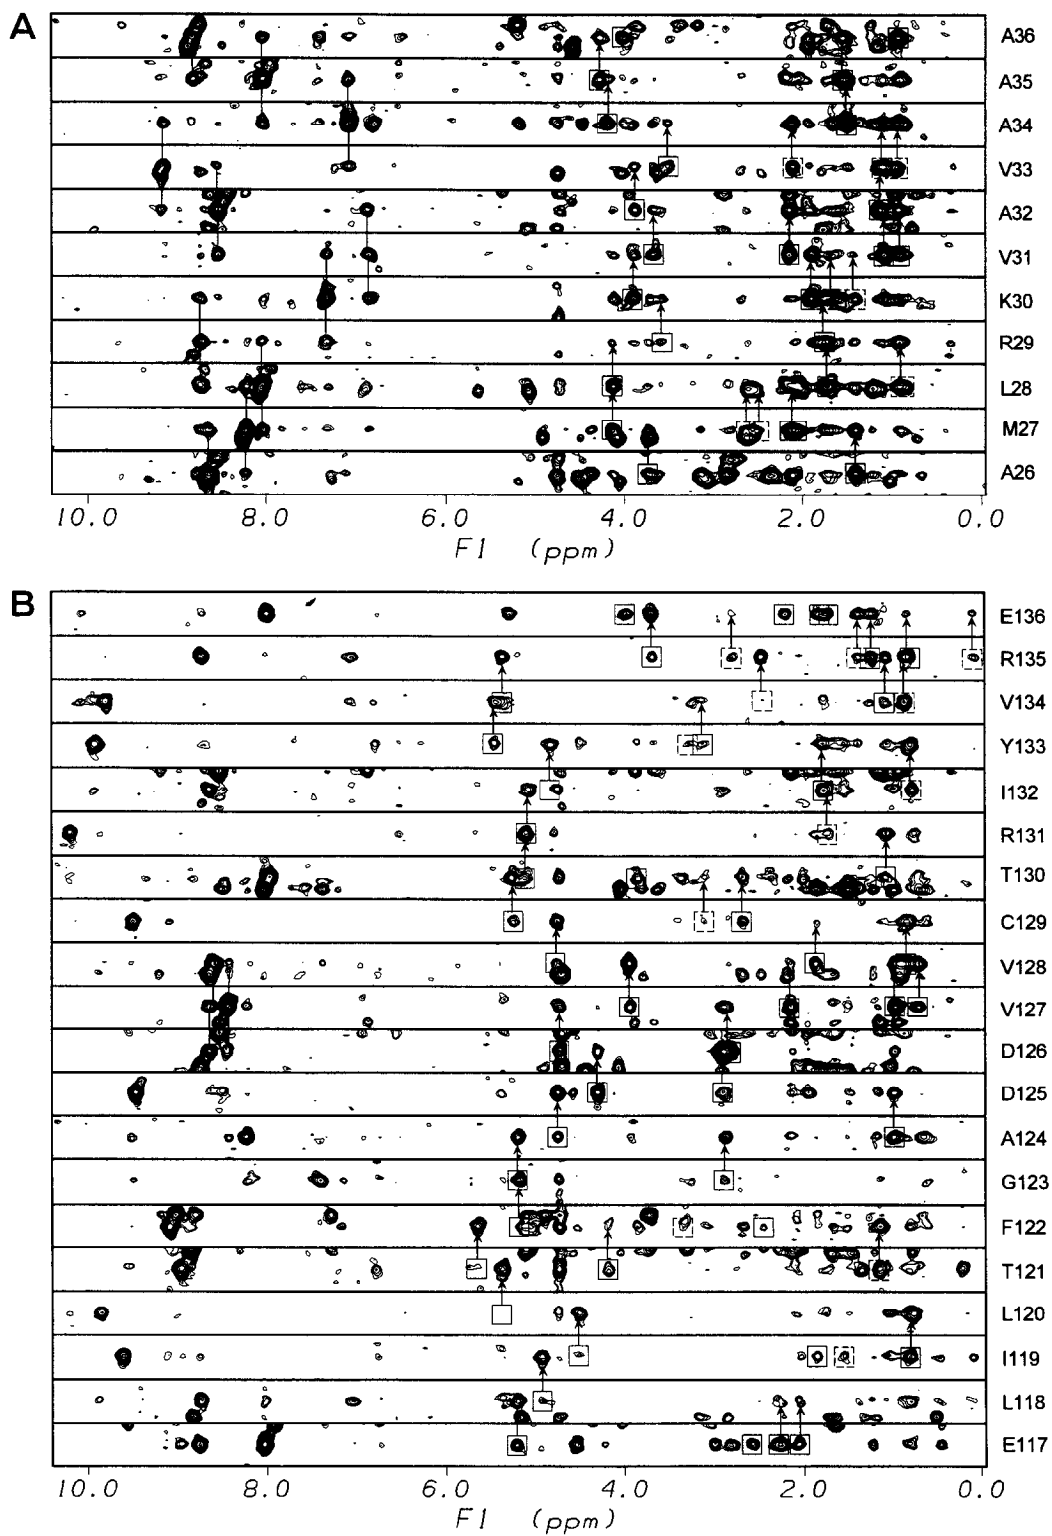 A
A36
A35
A34
V33
A32
V31
K30
R29
L28
M27
A26
10.0 8.0 6.0 4.0 2.0 0.0
F1 (ppm)
B
E136
R135
V134
Y133
I132
R131
T130
C129
V128
V127
D126
D125
A124
G123
F122
T121
L120
I119
L118
E117
10.0 8.0 6.0 4.0 2.0 0.0
F1 (ppm)